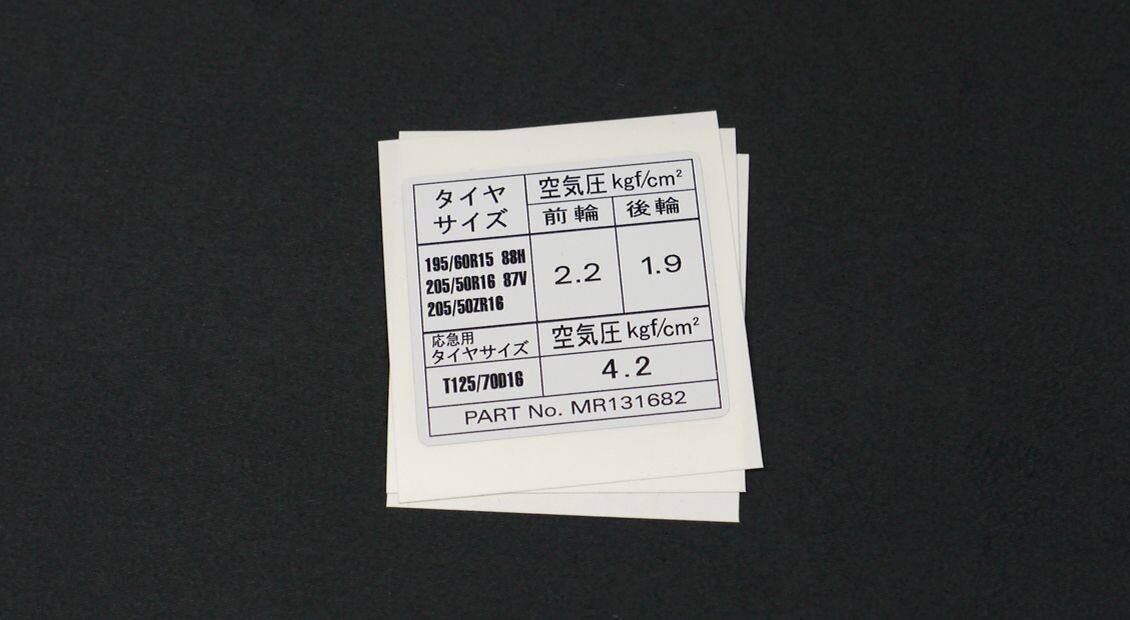 タイヤ
サイズ
空気圧 kgf/cm²
前輪 後輪
195/60R15 88H
205/50R16 87V
205/50ZR16
2.2 1.9
応急用
タイヤサイズ
空気圧 kgf/cm²
T125/70D16
4.2
PART No. MR131682